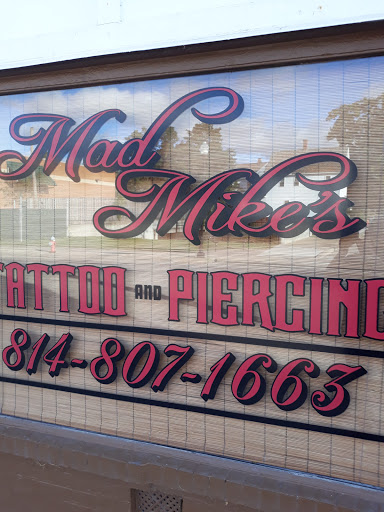 Mad
Mike's
TATTOO AND PIERCING
814-807-1663